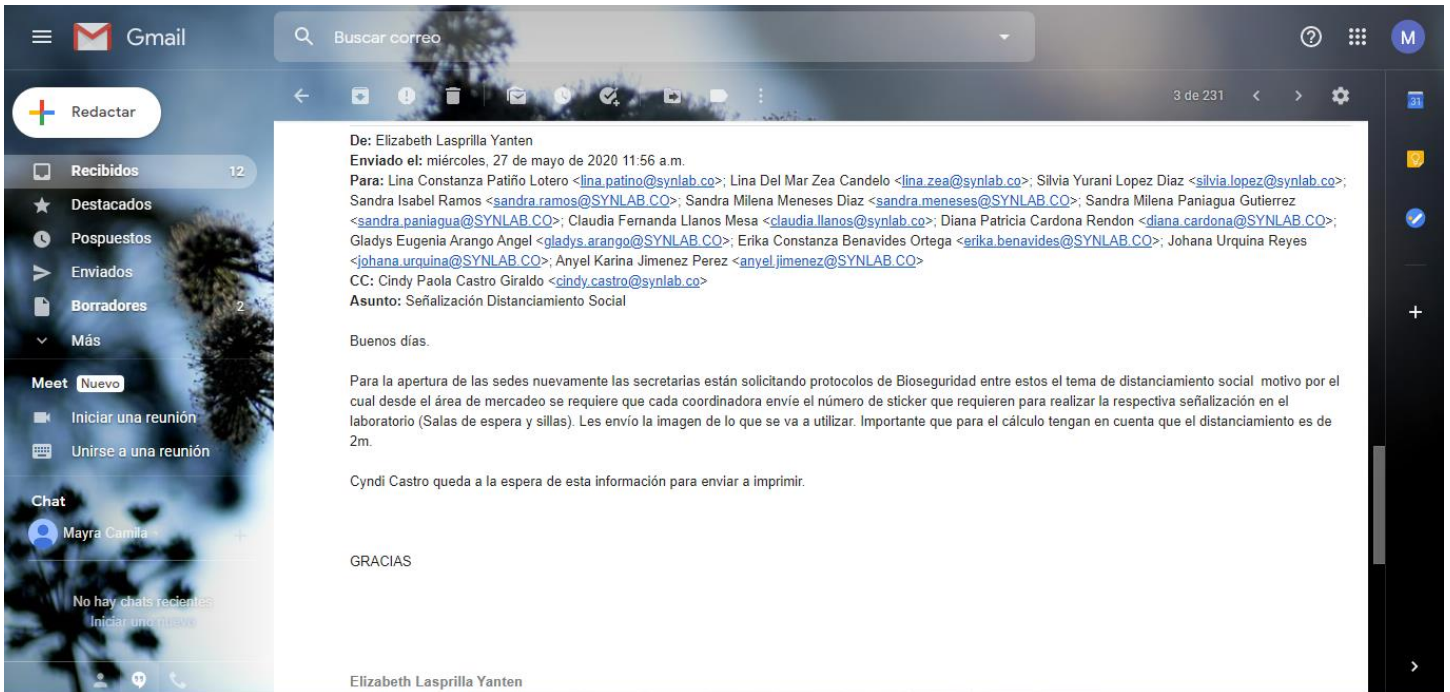 Gmail
Buscar correo
M
Redactar
3 de 231
31
Recibidos 12
Destacados
Pospuestos
Enviados
Borradores 2
Más
Meet Nuevo
Iniciar una reunión
Unirse a una reunión
Chat
Mayra Camila
No hay chats recientes
Iniciar uno nuevo
De: Elizabeth Lasprilla Yanten
Enviado el: miércoles, 27 de mayo de 2020 11:56 a.m.
Para: Lina Constanza Patiño Lotero <lina.patino@synlab.co>; Lina Del Mar Zea Candelo <lina.zea@synlab.co>; Silvia Yurani Lopez Diaz <silvia.lopez@synlab.co>;
Sandra Isabel Ramos <sandra.ramos@SYNLAB.CO>; Sandra Milena Meneses Diaz <sandra.meneses@SYNLAB.CO>; Sandra Milena Paniagua Gutierrez
<sandra.paniagua@SYNLAB.CO>; Claudia Fernanda Llanos Mesa <claudia.llanos@synlab.co>; Diana Patricia Cardona Rendon <diana.cardona@SYNLAB.CO>;
Gladys Eugenia Arango Angel <gladys.arango@SYNLAB.CO>; Erika Constanza Benavides Ortega <erika.benavides@SYNLAB.CO>; Johana Urquina Reyes
<johana.urquina@SYNLAB.CO>; Anyel Karina Jimenez Perez <anyel.jimenez@SYNLAB.CO>
CC: Cindy Paola Castro Giraldo <cindy.castro@synlab.co>
Asunto: Señalización Distanciamiento Social
Buenos días.
Para la apertura de las sedes nuevamente las secretarias están solicitando protocolos de Bioseguridad entre estos el tema de distanciamiento social motivo por el
cual desde el área de mercadeo se requiere que cada coordinadora envíe el número de sticker que requieren para realizar la respectiva señalización en el
laboratorio (Salas de espera y sillas). Les envío la imagen de lo que se va a utilizar. Importante que para el cálculo tengan en cuenta que el distanciamiento es de
2m.
Cyndi Castro queda a la espera de esta información para enviar a imprimir.
GRACIAS
Elizabeth Lasprilla Yanten